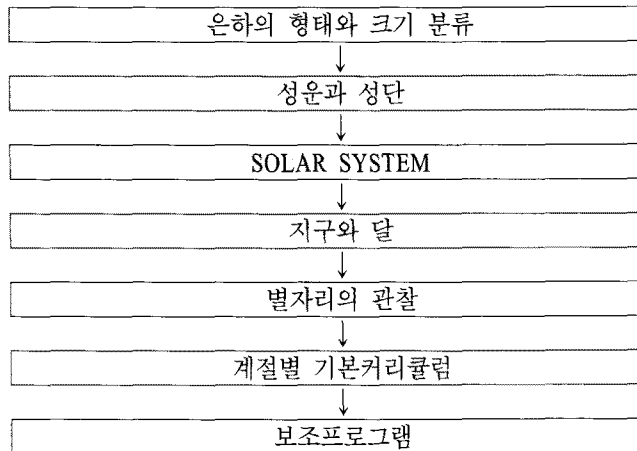 은하의 형태와 크기 분류
성운과 성단
SOLAR SYSTEM
지구와 달
별자리의 관찰
계절별 기본커리큘럼
보조프로그램